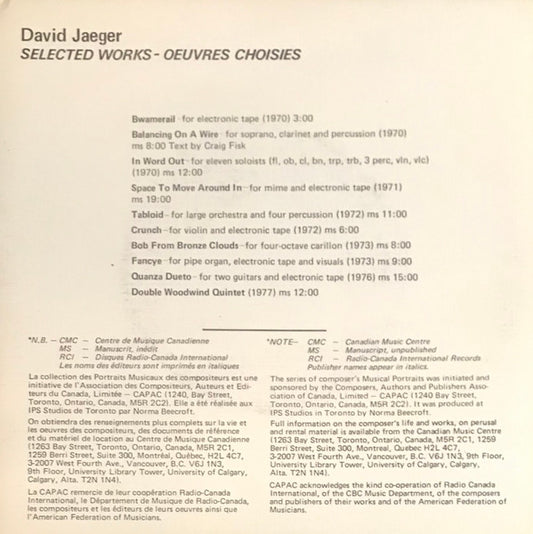 David Jaeger
SELECTED WORKS - OEUVRES CHOISIES
Bwamerail - for electronic tape (1970) 3:00
Balancing On A Wire - for soprano, clarinet and percussion (1970)
ms 8:00 Text by Craig Fisk
In Word Out - for eleven soloists (fl, ob, cl, bn, trp, trb, 3 perc, vln, vlc)
(1970) ms 12:00
Space To Move Around In - for mime and electronic tape (1971)
ms 19:00
Tabloid - for large orchestra and four percussion (1972) ms 11:00
Crunch - for violin and electronic tape (1972) ms 6:00
Bob From Bronze Clouds - for four-octave carillon (1973) ms 8:00
Fancye - for pipe organ, electronic tape and visuals (1973) ms 9:00
Quanza Dueto - for two guitars and electronic tape (1976) ms 15:00
Double Woodwind Quintet (1977) ms 12:00
*N.B. — CMC — Centre de Musique Canadienne
MS — Manuscrit, inédit
RCI — Disques Radio-Canada International
Les noms des éditeurs sont imprimés en italiques
La collection des Portraits Musicaux des compositeurs est une
initiative de l'Association des Compositeurs, Auteurs et Edi-
teurs du Canada, Limitée — CAPAC (1240, Bay Street,
Toronto, Ontario, Canada, M5R 2C2). Elle a été réalisée aux
IPS Studios de Toronto par Norma Beecroft.
On obtiendra des renseignements plus complets sur la vie et
les oeuvres des compositeurs, des documents de référence
et du matériel de location au Centre de Musique Canadienne
(1263 Bay Street, Toronto, Ontario, Canada, M5R 2C1,
1259 Berri Street, Suite 300, Montréal, Québec H2L 4C7,
3-2007 West Fourth Ave., Vancouver, B.C. V6J 1N3,
9th Floor, University Library Tower, University of Calgary,
Calgary, Alta. T2N 1N4).
La CAPAC remercie de leur coopération Radio-Canada
International, le Département de Musique de Radio-Canada,
les compositeurs et les éditeurs de leurs oeuvres ainsi que
l'American Federation of Musicians.
*NOTE— CMC — Canadian Music Centre
MS — Manuscript, unpublished
RCI — Radio-Canada International Records
Publisher names appear in italics.
The series of composer's Musical Portraits was initiated and
sponsored by the Composers, Authors and Publishers Asso-
ciation of Canada, Limited — CAPAC (1240 Bay Street,
Toronto, Ontario, Canada, M5R 2C2). It was produced at
IPS Studios in Toronto by Norma Beecroft.
Full information on the composer's life and works, on perusal
and rental material is available from the Canadian Music Centre
(1263 Bay Street, Toronto, Ontario, Canada, M5R 2C1, 1259
Berri Street, Suite 300, Montreal, Quebec H2L 4C7,
3-2007 West Fourth Ave., Vancouver, B.C. V6J 1N3, 9th Floor,
University Library Tower, University of Calgary, Calgary,
Alta. T2N 1N4).
CAPAC acknowledges the kind co-operation of Radio Canada
International, of the CBC Music Department, of the composers
and publishers of their works and of the American Federation of
Musicians.